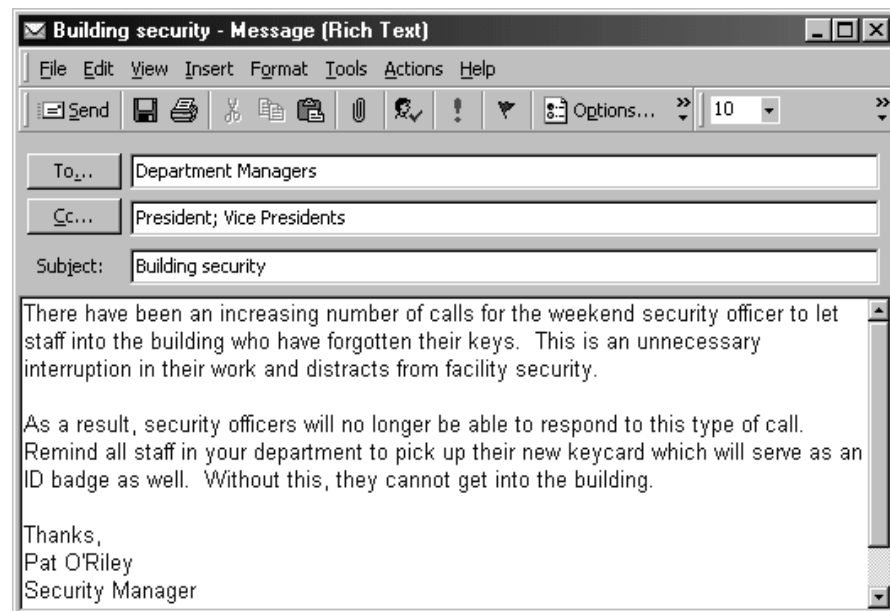 Building security - Message (Rich Text)
File Edit View Insert Format Tools Actions Help
Send Options... 10
To... Department Managers
Cc... President; Vice Presidents
Subject: Building security
There have been an increasing number of calls for the weekend security officer to let
staff into the building who have forgotten their keys. This is an unnecessary
interruption in their work and distracts from facility security.
As a result, security officers will no longer be able to respond to this type of call.
Remind all staff in your department to pick up their new keycard which will serve as an
ID badge as well. Without this, they cannot get into the building.
Thanks,
Pat O'Riley
Security Manager